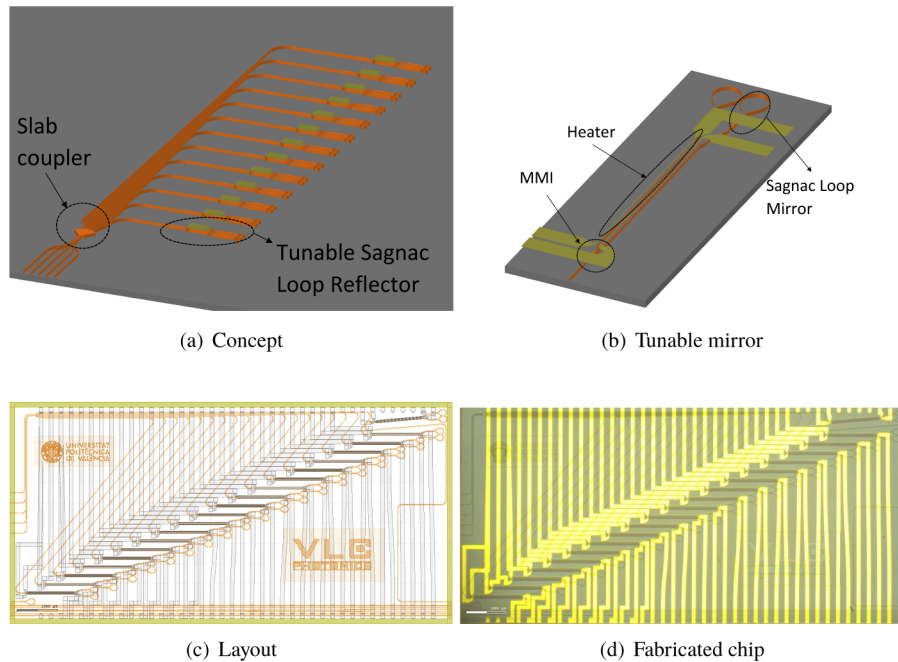 Slab
coupler
Tunable Sagnac
Loop Reflector
(a) Concept
Heater
MMI
Sagnac Loop
Mirror
(b) Tunable mirror
UNIVERSITAT
POLITÈCNICA
DE VALÈNCIA
VLC
PHOTONICS
(c) Layout
(d) Fabricated chip